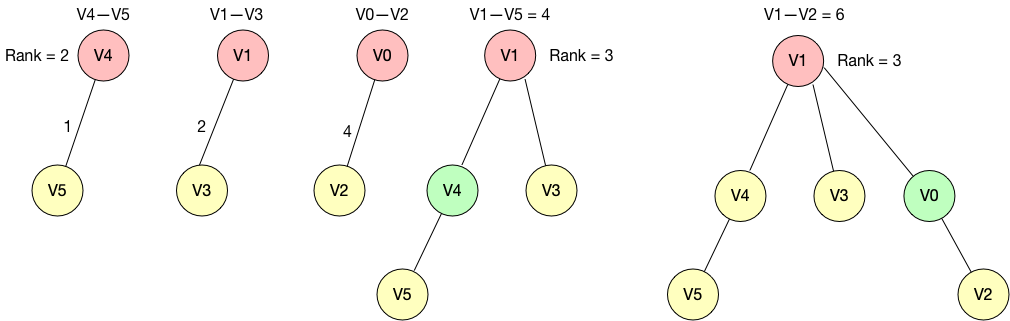 V4—V5
V1—V3
V0—V2
V1—V5 = 4
V1—V2 = 6
Rank = 2
V4
V1
V0
V1
Rank = 3
V1
Rank = 3
1
2
4
V5
V3
V2
V4
V3
V4
V3
V0
V5
V5
V2